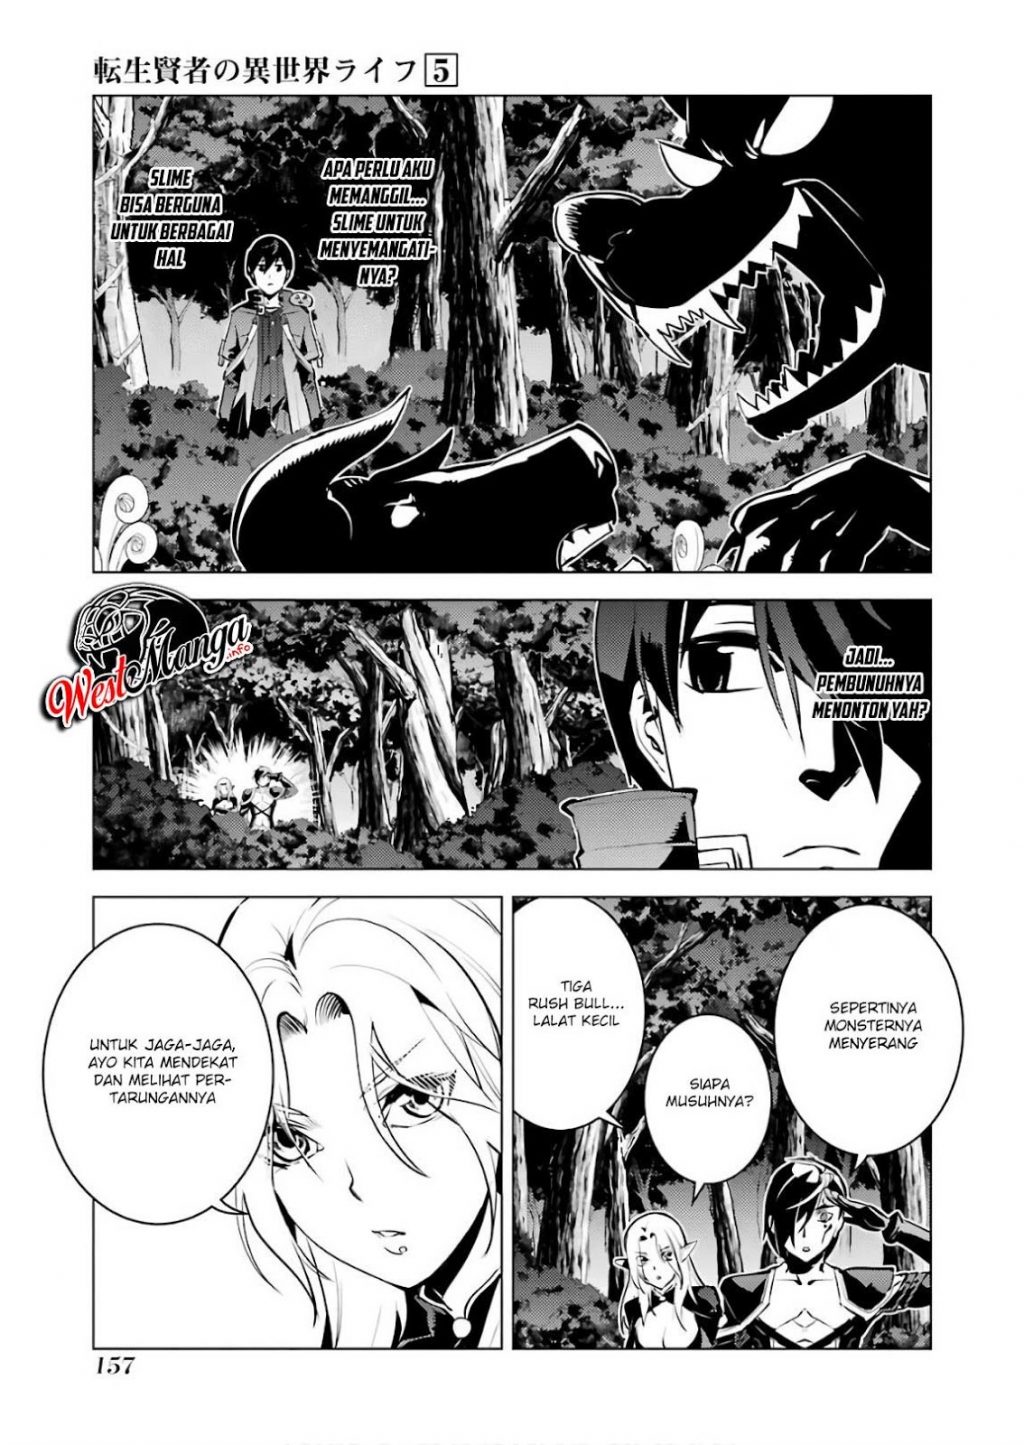 転生賢者の異世界ライフ 5
APA PERLU AKU
MEMANGGIL...
SLIME UNTUK
MENYEMANGATI-
NYA?
SLIME
BISA BERGUNA
UNTUK BERBAGAI
HAL
JADI...
PEMBUNUHNYA
MENONTON YAH?
West Manga
.info
SEPERTINYA
MONSTERNYA
MENYERANG
SIAPA
MUSUHNYA?
TIGA
RUSH BULL...
LALAT KECIL
UNTUK JAGA-JAGA,
AYO KITA MENDEKAT
DAN MELIHAT PER-
TARUNGANNYA
157